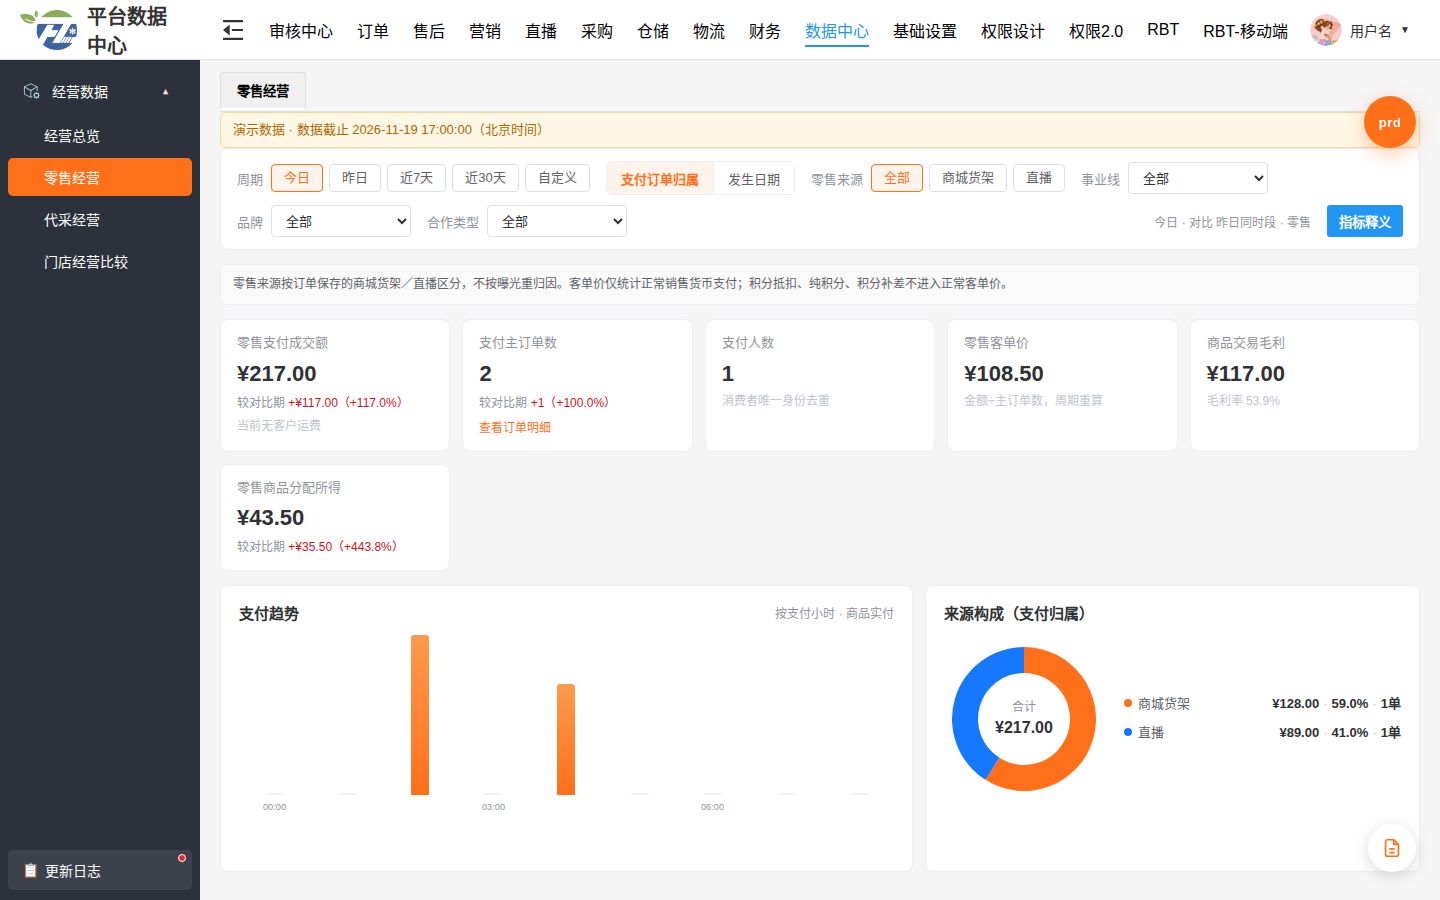 平台数据
中心
审核中心 订单 售后 营销 直播 采购 仓储 物流 财务 数据中心 基础设置 权限设计 权限2.0 RBT RBT-移动端 用户名 ▼
经营数据 ▲
经营总览
零售经营
代采经营
门店经营比较
📋 更新日志
零售经营
演示数据 · 数据截止 2026-11-19 17:00:00（北京时间）
prd
周期 今日 昨日 近7天 近30天 自定义 支付订单归属 发生日期 零售来源 全部 商城货架 直播 事业线 全部
品牌 全部 合作类型 全部 今日 · 对比 昨日同时段 · 零售 指标释义
零售来源按订单保存的商城货架／直播区分，不按曝光重归因。客单价仅统计正常销售货币支付；积分抵扣、纯积分、积分补差不进入正常客单价。
零售支付成交额
¥217.00
较对比期 +¥117.00（+117.0%）
当前无客户运费
支付主订单数
2
较对比期 +1（+100.0%）
查看订单明细
支付人数
1
消费者唯一身份去重
零售客单价
¥108.50
金额÷主订单数，周期重算
商品交易毛利
¥117.00
毛利率 53.9%
零售商品分配所得
¥43.50
较对比期 +¥35.50（+443.8%）
支付趋势 按支付小时 · 商品实付
00:00 03:00 06:00
来源构成（支付归属）
合计
¥217.00
商城货架 ¥128.00 · 59.0% · 1单
直播 ¥89.00 · 41.0% · 1单